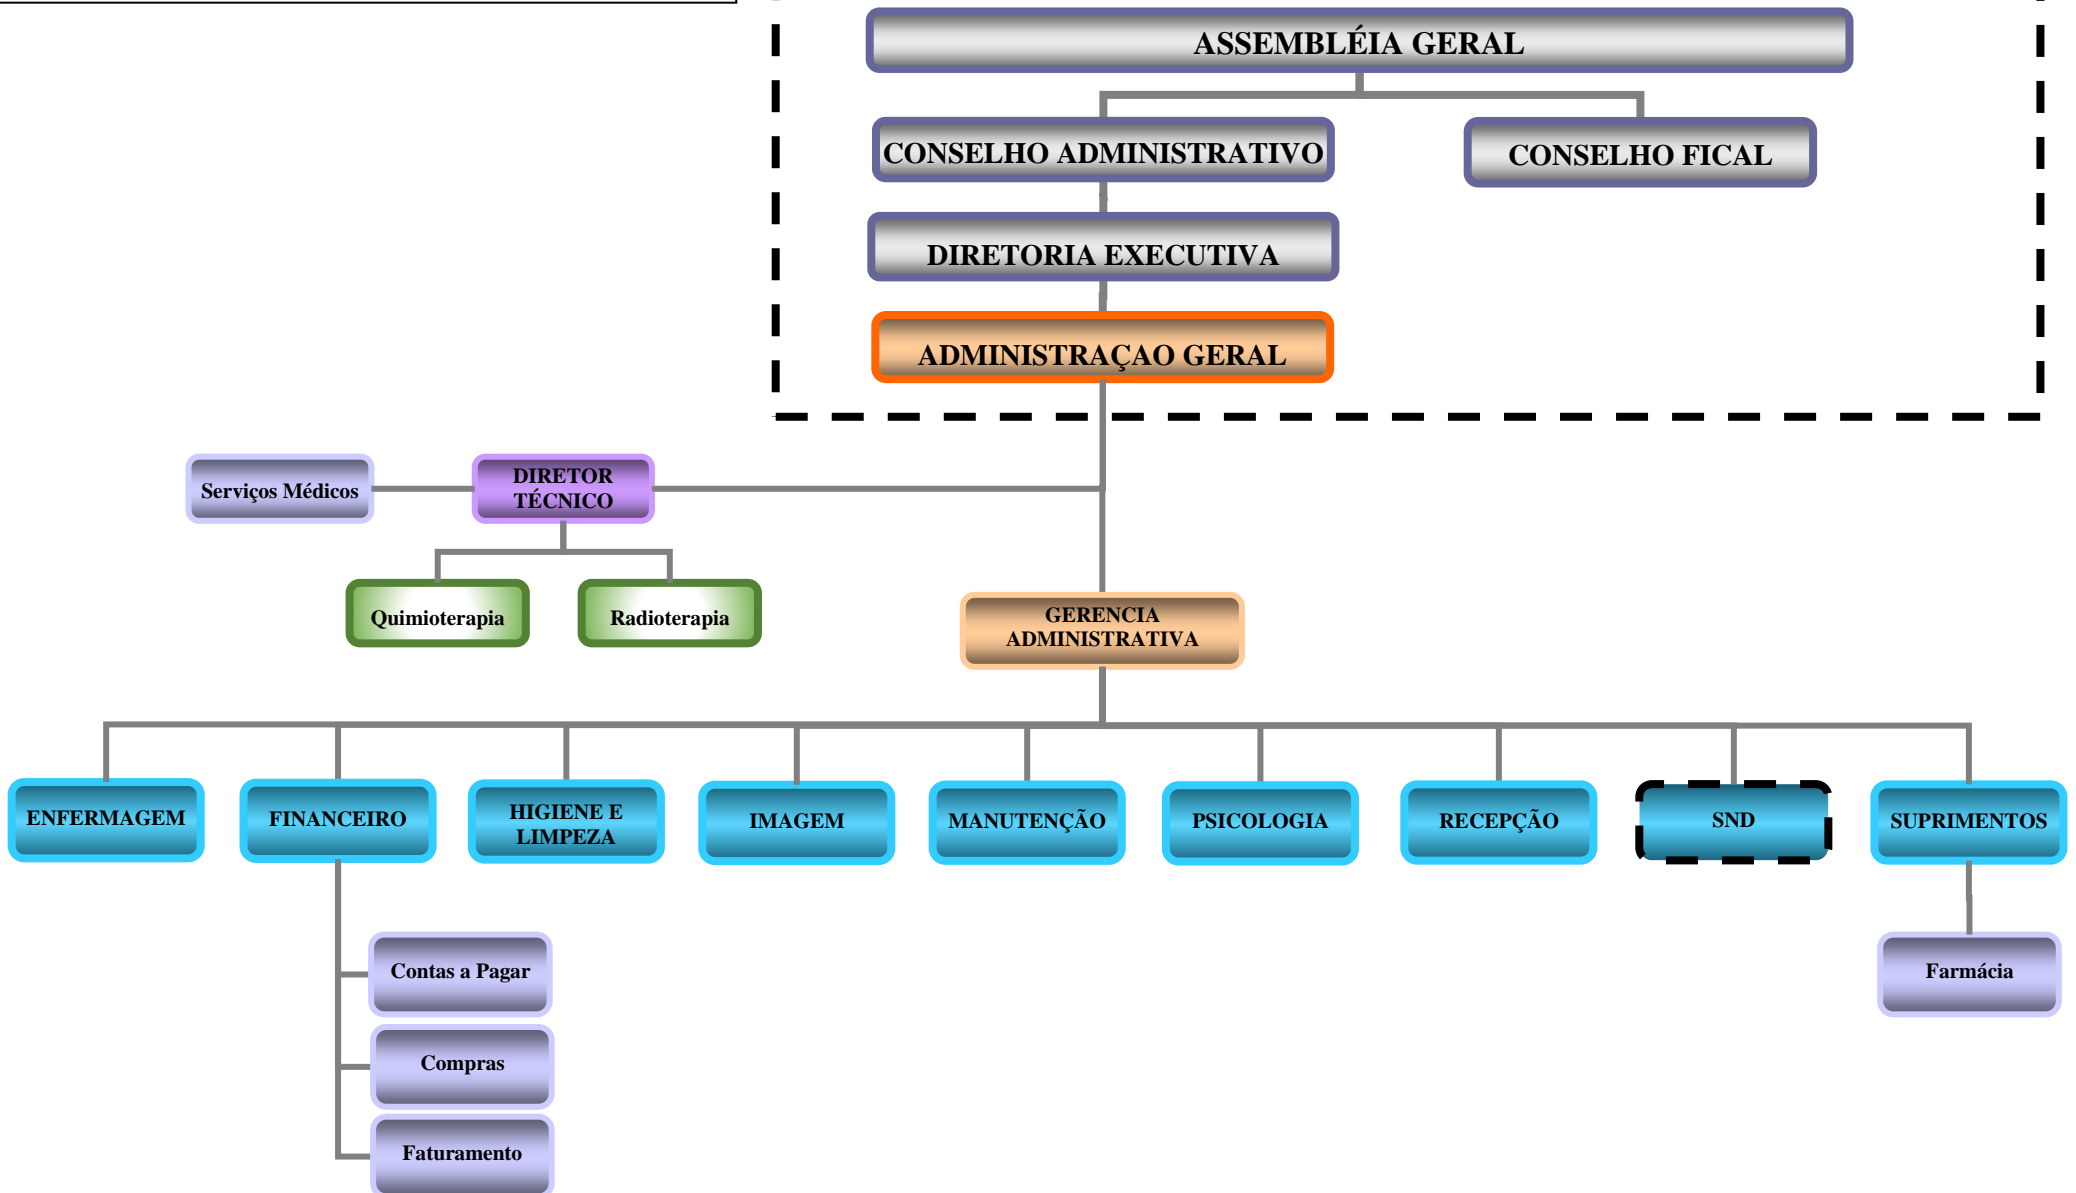 ASSEMBLÉIA GERAL
CONSELHO ADMINISTRATIVO
CONSELHO FICAL
DIRETORIA EXECUTIVA
ADMINISTRAÇAO GERAL
Serviços Médicos
DIRETOR
TÉCNICO
Quimioterapia
Radioterapia
GERENCIA
ADMINISTRATIVA
ENFERMAGEM
FINANCEIRO
HIGIENE E
LIMPEZA
IMAGEM
MANUTENÇÃO
PSICOLOGIA
RECEPÇÃO
SND
SUPRIMENTOS
Contas a Pagar
Farmácia
Compras
Faturamento